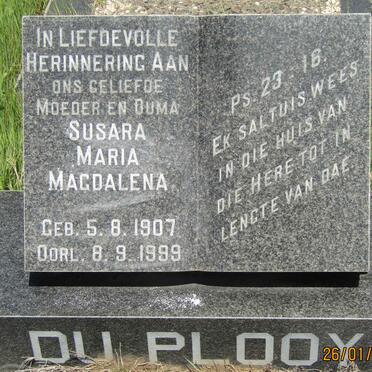 IN LIEFDEVOLLE
HERINNERING AAN
ONS GELIEFDE
MOEDER EN OUMA
SUSARA
MARIA
MAGDALENA
GEB. 5.8.1907
OORL. 8.9.1999
PS. 23:16.
EK SAL TUIS WEES
IN DIE HUIS VAN
DIE HERE TOT IN
LENGTE VAN DAE.
DU PLOOY
26/01/